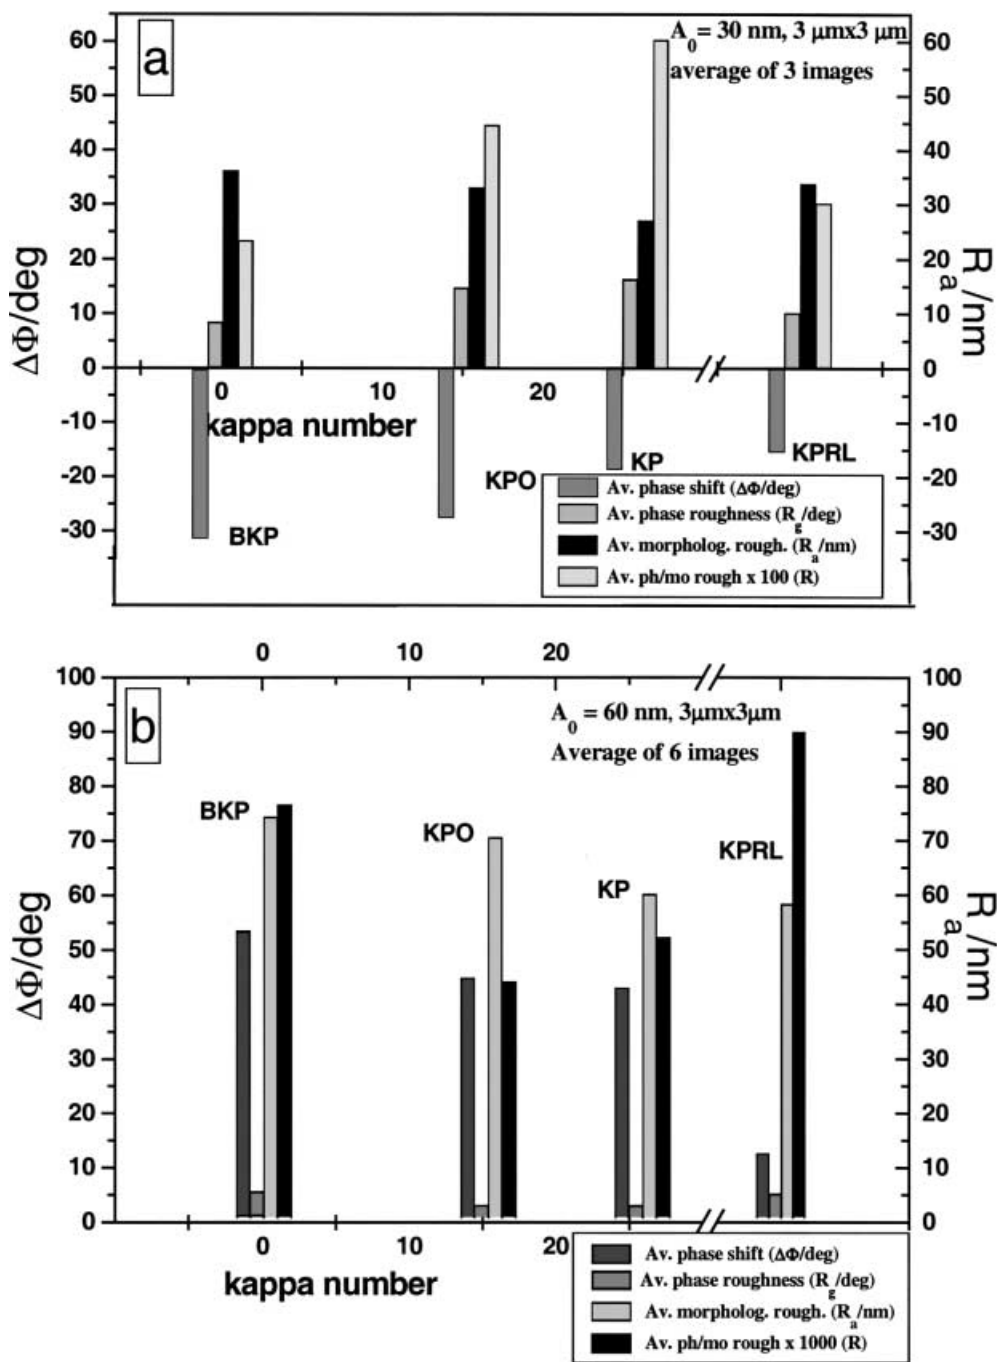 a
A0 = 30 nm, 3 μmx3 μm
average of 3 images
60
50
40
30
20
10
0
-10
-20
-30
ΔΦ/deg
60
50
40
30
20
10
0
-10
-20
-30
Ra/nm
0
10
20
kappa number
BKP
KPO
KP
KPRL
Av. phase shift (ΔΦ/deg)
Av. phase roughness (Rg/deg)
Av. morpholog. rough. (Ra/nm)
Av. ph/mo rough x 100 (R)
0
10
20
b
A0 = 60 nm, 3μmx3μm
Average of 6 images
100
90
80
70
60
50
40
30
20
10
0
ΔΦ/deg
100
90
80
70
60
50
40
30
20
10
0
Ra/nm
BKP
KPO
KP
KPRL
0
10
20
kappa number
Av. phase shift (ΔΦ/deg)
Av. phase roughness (Rg/deg)
Av. morpholog. rough. (Ra/nm)
Av. ph/mo rough x 1000 (R)